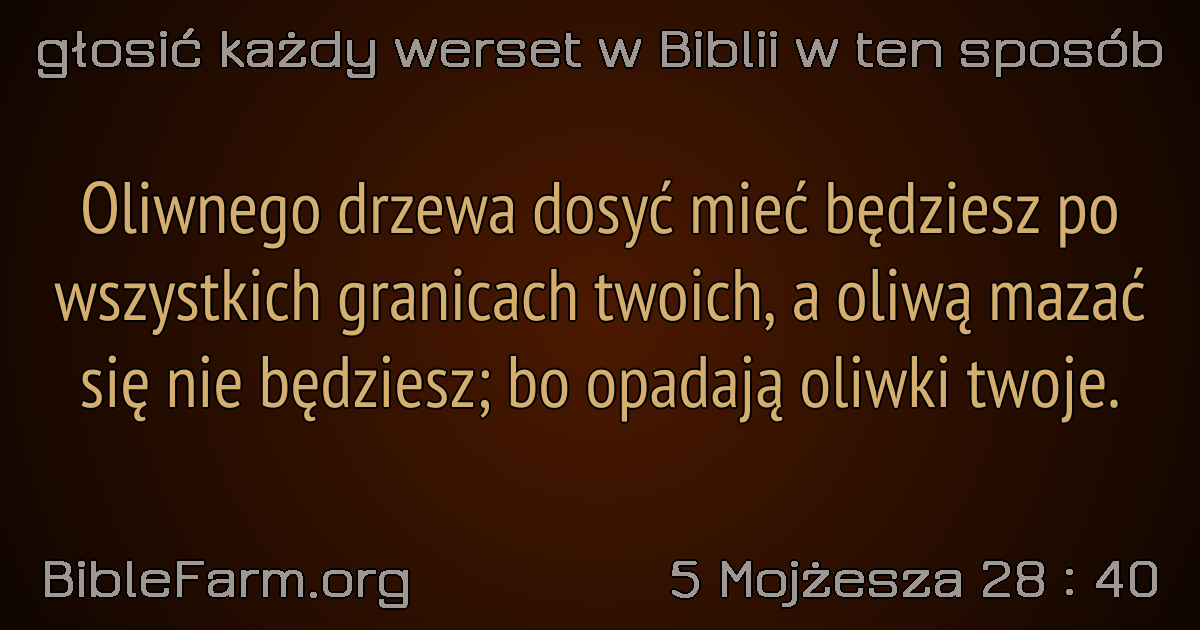 głosić każdy werset w Biblii w ten sposób
Oliwnego drzewa dosyć mieć będziesz po
wszystkich granicach twoich, a oliwą mazać
się nie będziesz; bo opadają oliwki twoje.
BibleFarm.org
5 Mojżesza 28 : 40